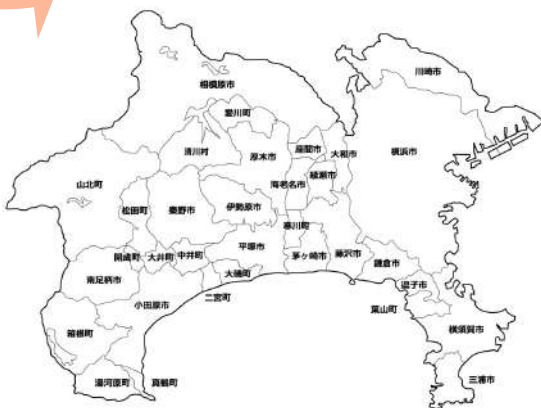 川崎市
相模原市
愛川町
清川村
厚木市
座間市
大和市
横浜市
綾瀬市
海老名市
山北町
松田町
秦野市
伊勢原市
寒川町
開成町
大井町
中井町
平塚市
茅ヶ崎市
藤沢市
鎌倉市
南足柄市
大磯町
逗子市
小田原市
二宮町
葉山町
箱根町
横須賀市
湯河原町
真鶴町
三浦市